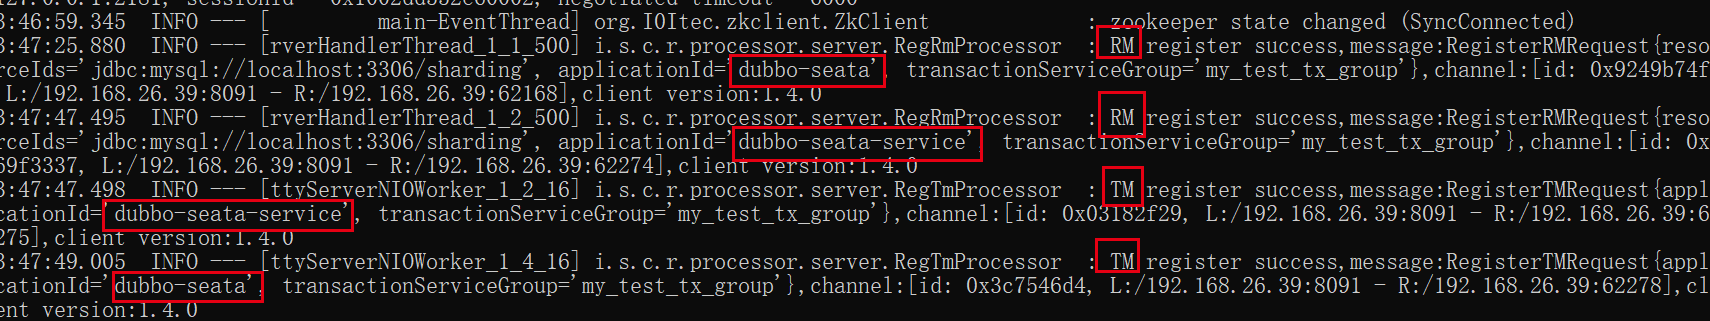 3:46:59.345  INFO --- [       main-EventThread] org.IOItec.zkclient.ZkClient             : zookeeper state changed (SyncConnected)
3:47:25.880  INFO --- [rverHandlerThread_1_1_500] i.s.c.r.processor.server.RegRmProcessor  : RM register success,message:RegisterRMRequest{reso
rceIds='jdbc:mysql://localhost:3306/sharding', applicationId='dubbo-seata', transactionServiceGroup='my_test_tx_group'},channel:[id: 0x9249b74f
 L:/192.168.26.39:8091 - R:/192.168.26.39:62168],client version:1.4.0
3:47:47.495  INFO --- [rverHandlerThread_1_2_500] i.s.c.r.processor.server.RegRmProcessor  : RM register success,message:RegisterRMRequest{reso
rceIds='jdbc:mysql://localhost:3306/sharding', applicationId='dubbo-seata-service', transactionServiceGroup='my_test_tx_group'},channel:[id: 0x
69f3337, L:/192.168.26.39:8091 - R:/192.168.26.39:62274],client version:1.4.0
3:47:47.498  INFO --- [ttyServerNIOWorker_1_2_16] i.s.c.r.processor.server.RegTmProcessor  : TM register success,message:RegisterTMRequest{appl
cationId='dubbo-seata-service', transactionServiceGroup='my_test_tx_group'},channel:[id: 0x03182f29, L:/192.168.26.39:8091 - R:/192.168.26.39:6
275],client version:1.4.0
3:47:49.005  INFO --- [ttyServerNIOWorker_1_4_16] i.s.c.r.processor.server.RegTmProcessor  : TM register success,message:RegisterTMRequest{appl
cationId='dubbo-seata', transactionServiceGroup='my_test_tx_group'},channel:[id: 0x3c7546d4, L:/192.168.26.39:8091 - R:/192.168.26.39:62278],cli
ent version:1.4.0